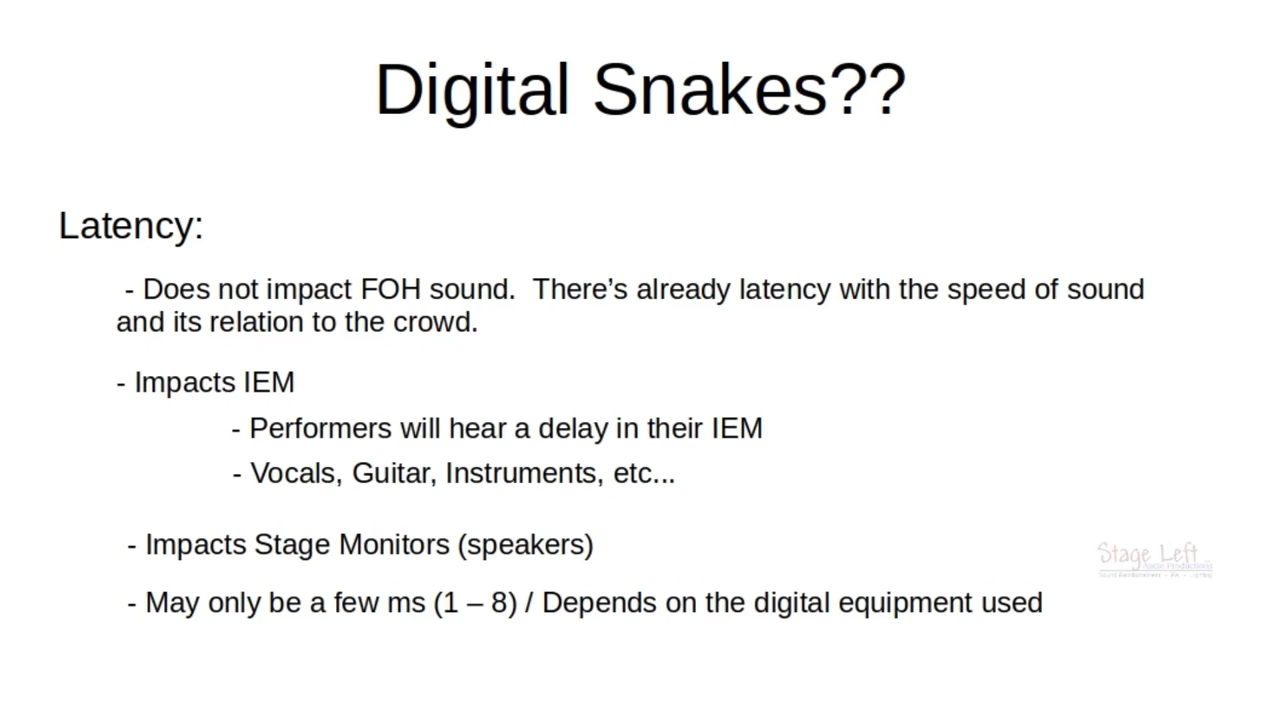 Digital Snakes??
Latency:
- Does not impact FOH sound.  There’s already latency with the speed of sound
and its relation to the crowd.
- Impacts IEM
- Performers will hear a delay in their IEM
- Vocals, Guitar, Instruments, etc...
- Impacts Stage Monitors (speakers)
Stage Left
Audio Productions
- May only be a few ms (1 – 8) / Depends on the digital equipment used